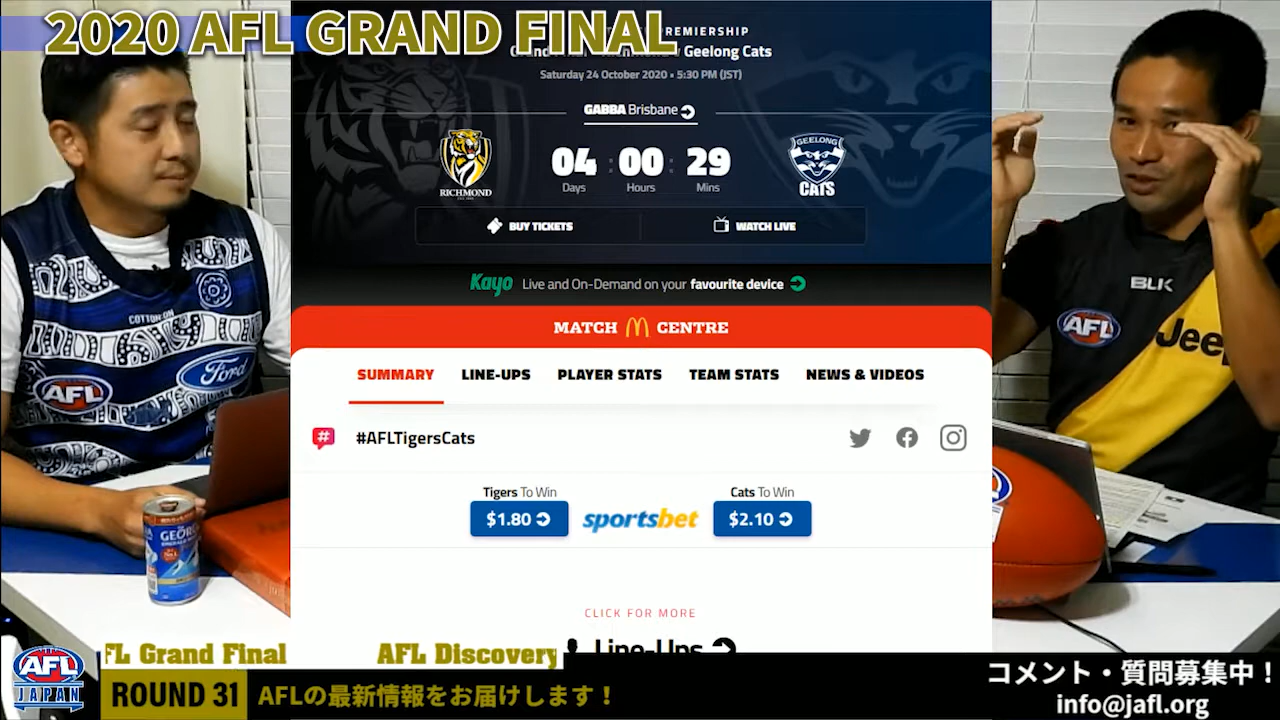 2020 AFL GRAND FINAL
REMIERSHIP
Geelong Cats
Saturday 24 October 2020 • 5:30 PM (JST)
GABBA Brisbane
RICHMOND
04 : 00 : 29
Days Hours Mins
GEELONG
CATS
BUY TICKETS
WATCH LIVE
Kayo Live and On-Demand on your favourite device
MATCH CENTRE
SUMMARY LINE-UPS PLAYER STATS TEAM STATS NEWS & VIDEOS
# #AFLTigersCats
Tigers To Win
$1.80
sportsbet
Cats To Win
$2.10
CLICK FOR MORE
Line-Ups
COTTON ON
Ford
AFL
GEORG
BLK
AFL
Jeep
FL Grand Final AFL Discovery
AFL
JAPAN
ROUND 31
AFLの最新情報をお届けします！
コメント・質問募集中！
info@jafl.org